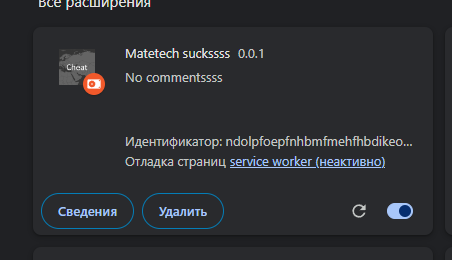 Все расширения
Cheat
Matetech suckssss 0.0.1
No commentssss
Идентификатор: ndolpfoepfnhbmfmehfhbdikeo...
Отладка страниц service worker (неактивно)
Сведения
Удалить